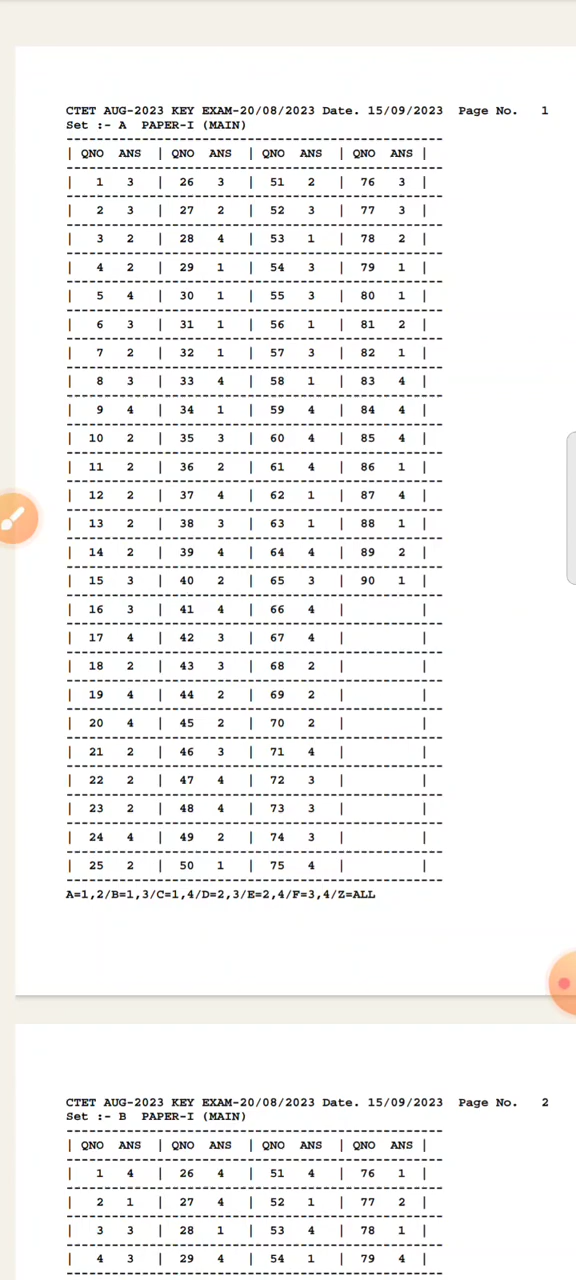 CTET AUG-2023 KEY EXAM-20/08/2023 Date. 15/09/2023 Page No. 1
Set :- A PAPER-I (MAIN)
| QNO ANS | QNO ANS | QNO ANS | QNO ANS |
| 1 3 | 26 3 | 51 2 | 76 3 |
| 2 3 | 27 2 | 52 3 | 77 3 |
| 3 2 | 28 4 | 53 1 | 78 2 |
| 4 2 | 29 1 | 54 3 | 79 1 |
| 5 4 | 30 1 | 55 3 | 80 1 |
| 6 3 | 31 1 | 56 1 | 81 2 |
| 7 2 | 32 1 | 57 3 | 82 1 |
| 8 3 | 33 4 | 58 1 | 83 4 |
| 9 4 | 34 1 | 59 4 | 84 4 |
| 10 2 | 35 3 | 60 4 | 85 4 |
| 11 2 | 36 2 | 61 4 | 86 1 |
| 12 2 | 37 4 | 62 1 | 87 4 |
| 13 2 | 38 3 | 63 1 | 88 1 |
| 14 2 | 39 4 | 64 4 | 89 2 |
| 15 3 | 40 2 | 65 3 | 90 1 |
| 16 3 | 41 4 | 66 4 | |
| 17 4 | 42 3 | 67 4 | |
| 18 2 | 43 3 | 68 2 | |
| 19 4 | 44 2 | 69 2 | |
| 20 4 | 45 2 | 70 2 | |
| 21 2 | 46 3 | 71 4 | |
| 22 2 | 47 4 | 72 3 | |
| 23 2 | 48 4 | 73 3 | |
| 24 4 | 49 2 | 74 3 | |
| 25 2 | 50 1 | 75 4 | |
A=1,2/B=1,3/C=1,4/D=2,3/E=2,4/F=3,4/Z=ALL
CTET AUG-2023 KEY EXAM-20/08/2023 Date. 15/09/2023 Page No. 2
Set :- B PAPER-I (MAIN)
| QNO ANS | QNO ANS | QNO ANS | QNO ANS |
| 1 4 | 26 4 | 51 4 | 76 1 |
| 2 1 | 27 4 | 52 1 | 77 2 |
| 3 3 | 28 1 | 53 4 | 78 1 |
| 4 3 | 29 4 | 54 1 | 79 4 |